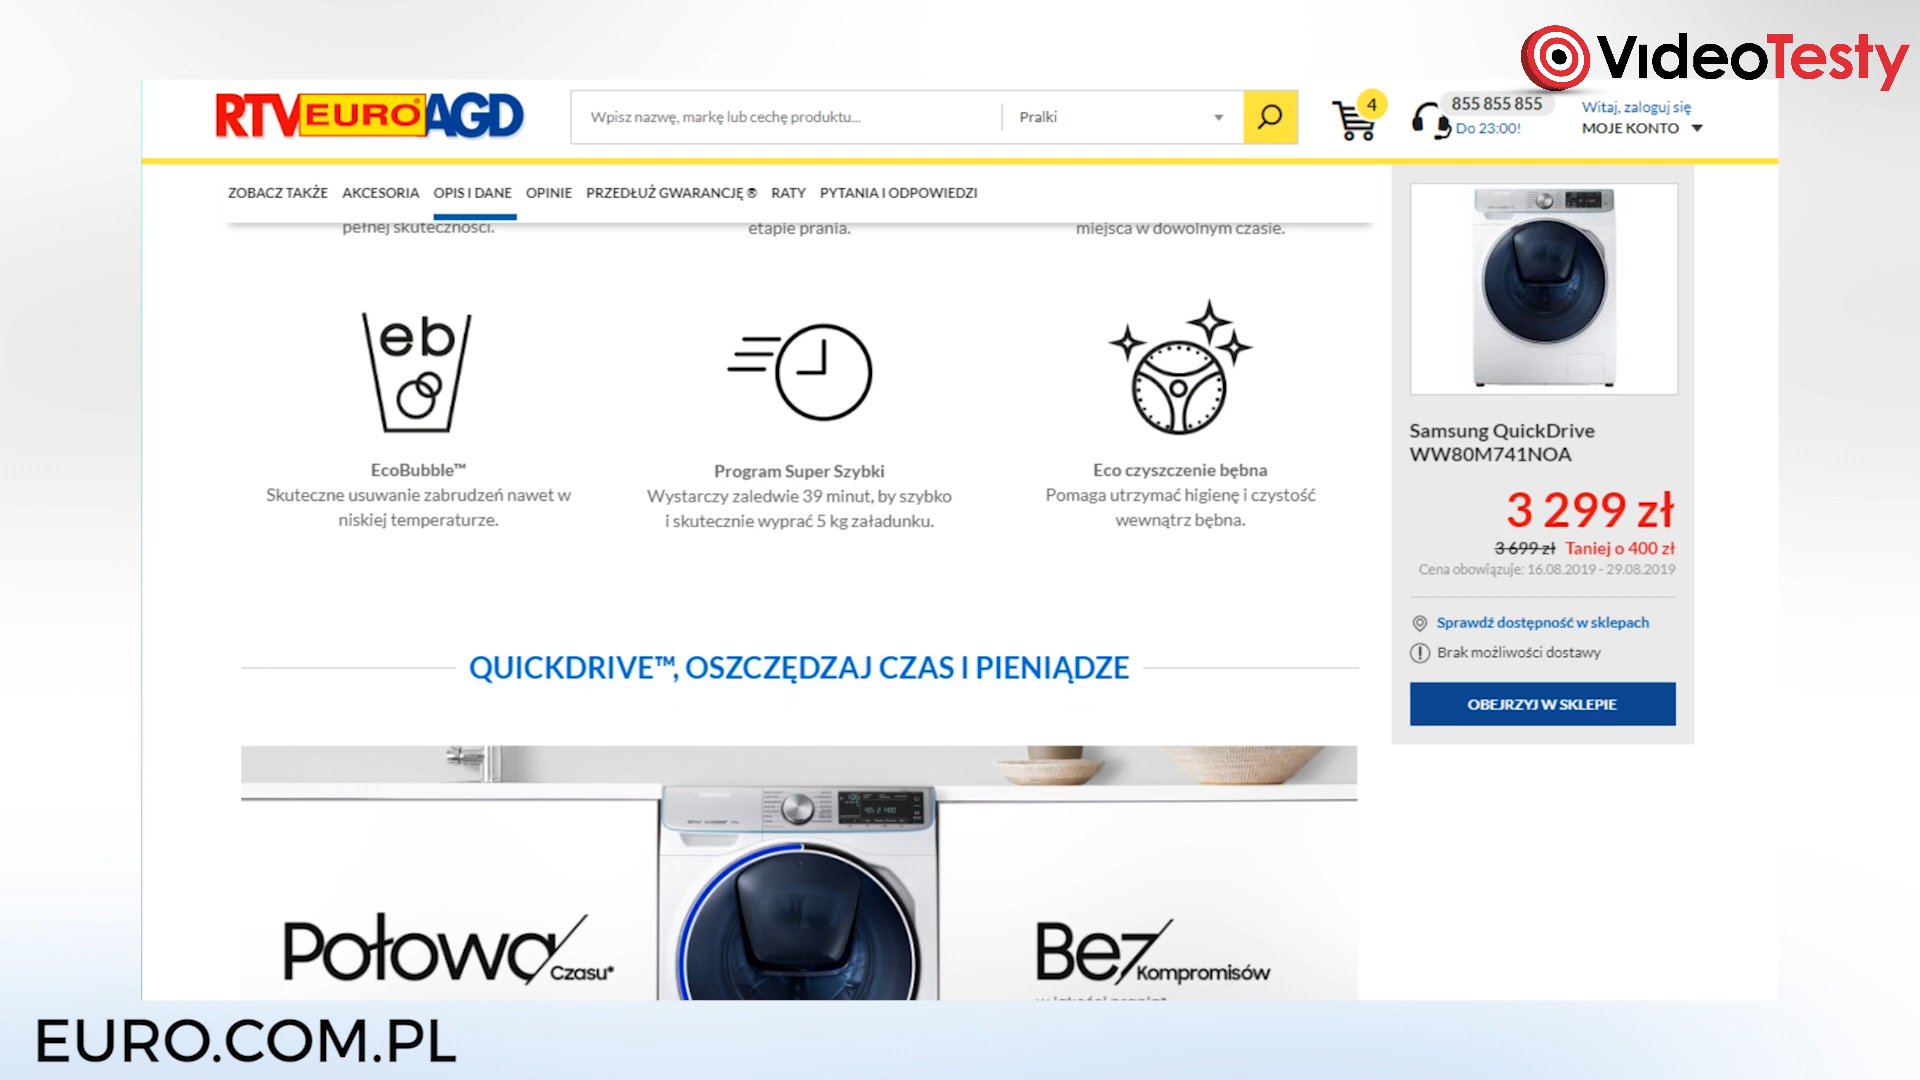 VideoTesty
RTV EURO AGD
Wpisz nazwę, markę lub cechę produktu...
Pralki
4
855 855 855
Do 23:00!
Witaj, zaloguj się
MOJE KONTO
ZOBACZ TAKŻE AKCESORIA OPIS I DANE OPINIE PRZEDŁUŻ GWARANCJĘ ® RATY PYTANIA I ODPOWIEDZI
pełnej skuteczności.
etapie prania.
miejsca w dowolnym czasie.
eb
EcoBubble™
Skuteczne usuwanie zabrudzeń nawet w
niskiej temperaturze.
Program Super Szybki
Wystarczy zaledwie 39 minut, by szybko
i skutecznie wyprać 5 kg załadunku.
Eco czyszczenie bębna
Pomaga utrzymać higienę i czystość
wewnątrz bębna.
Samsung QuickDrive
WW80M741NOA
3 299 zł
3 699 zł Taniej o 400 zł
Cena obowiązuje: 16.08.2019 - 29.08.2019
Sprawdź dostępność w sklepach
Brak możliwości dostawy
OBEJRZYJ W SKLEPIE
QUICKDRIVE™, OSZCZĘDZAJ CZAS I PIENIĄDZE
SAMSUNG
Połowa Czasu*
Bez Kompromisów
EURO.COM.PL